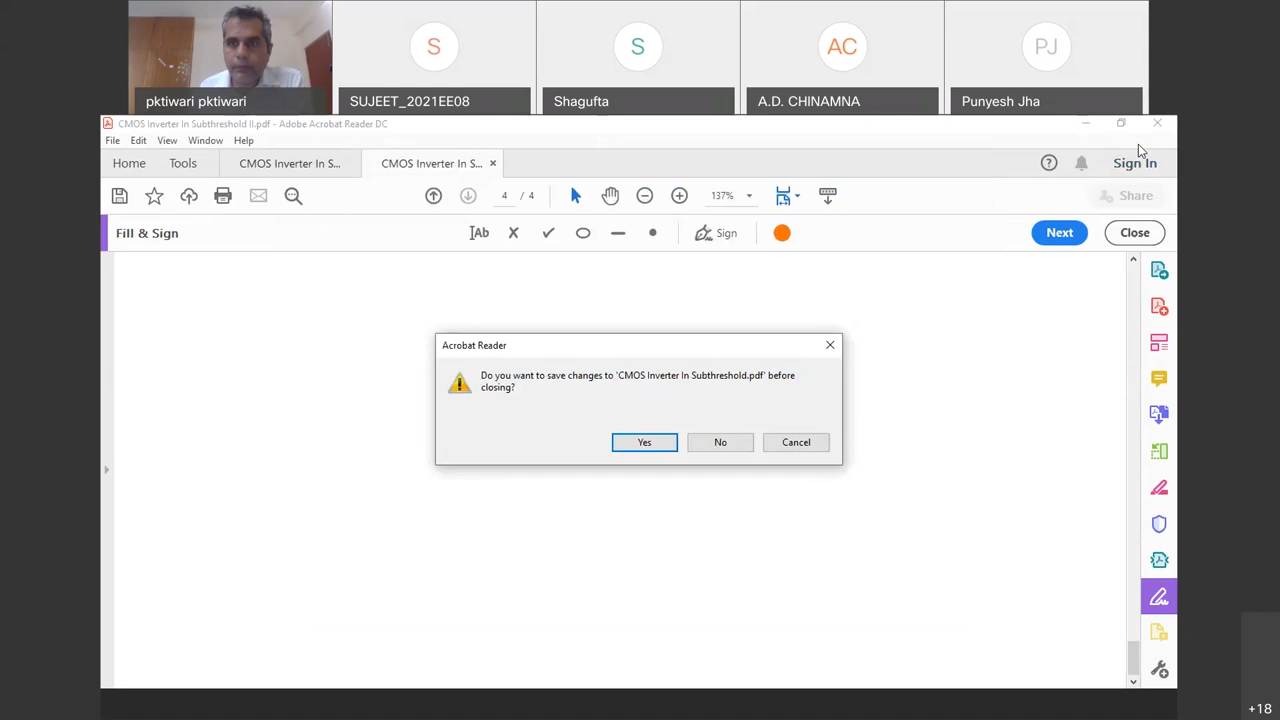 S
S
AC
PJ
pktiwari pktiwari
SUJEET_2021EE08
Shagufta
A.D. CHINAMNA
Punyesh Jha
CMOS Inverter In Subthreshold II.pdf - Adobe Acrobat Reader DC
File Edit View Window Help
Home Tools CMOS Inverter In S... CMOS Inverter In S... × Sign In
4 / 4 137% Share
Fill & Sign Ab Sign Next Close
Acrobat Reader
Do you want to save changes to 'CMOS Inverter In Subthreshold.pdf' before
closing?
Yes No Cancel
+18